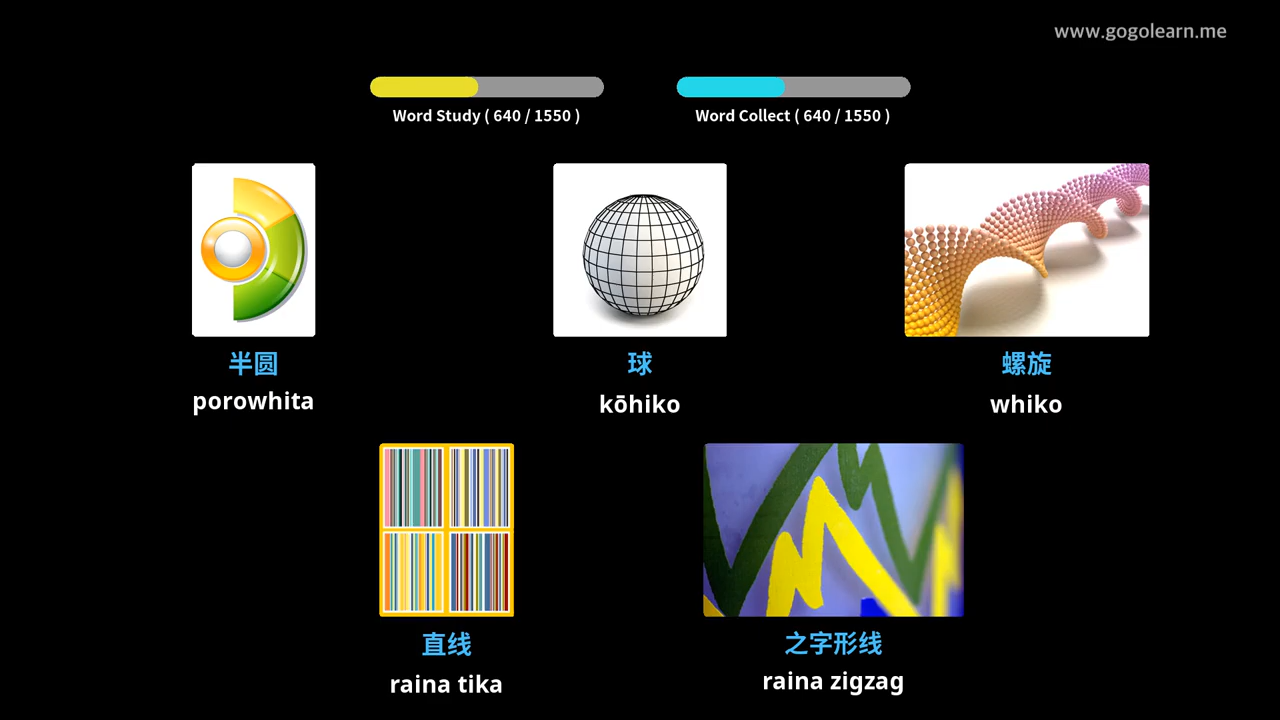 www.gogolearn.me
Word Study ( 640 / 1550 )
Word Collect ( 640 / 1550 )
半圆
porowhita
球
kōhiko
螺旋
whiko
直线
raina tika
之字形线
raina zigzag